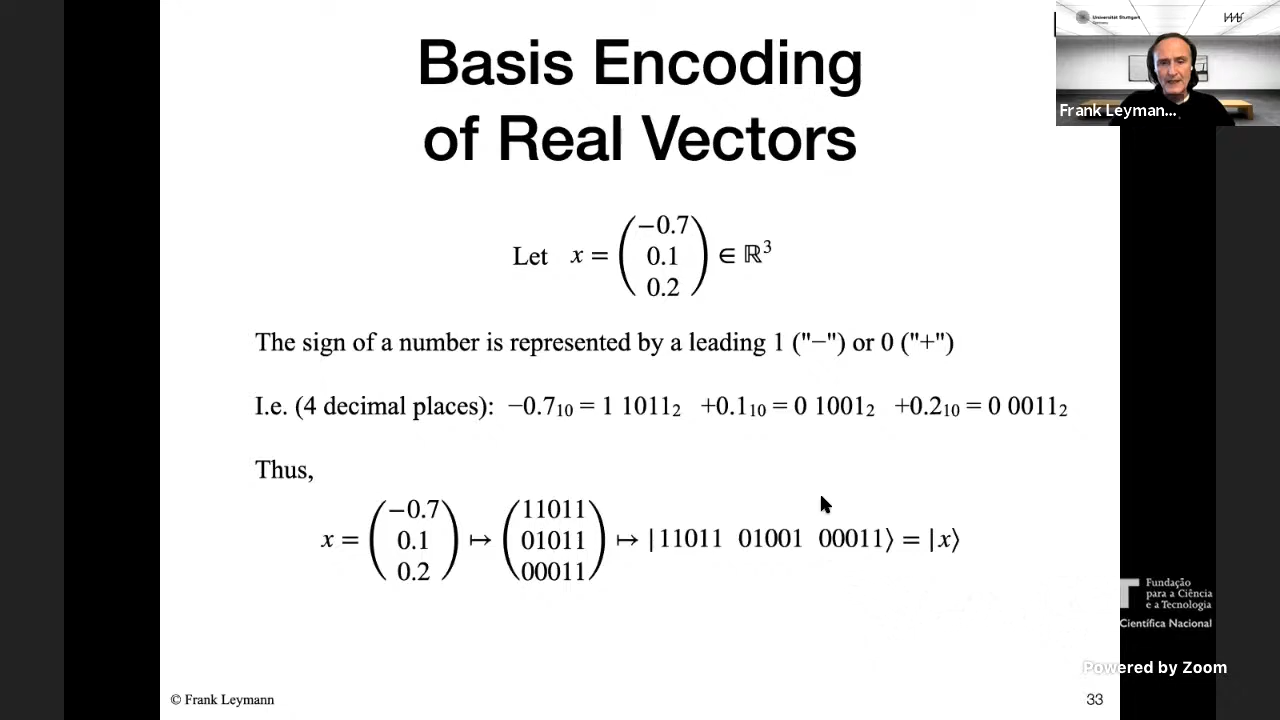 Basis Encoding
of Real Vectors
Let x = (−0.7 0.1 0.2) ∈ ℝ³
The sign of a number is represented by a leading 1 ("−") or 0 ("+")
I.e. (4 decimal places): −0.7₁₀ = 1 1011₂ +0.1₁₀ = 0 1001₂ +0.2₁₀ = 0 0011₂
Thus,
x = (−0.7 0.1 0.2) ↦ (11011 01011 00011) ↦ |11011 01001 00011⟩ = |x⟩
© Frank Leymann
33
Universität Stuttgart
Germany
Frank Leyman...
Fundação
para a Ciência
e a Tecnologia
Científica Nacional
Powered by Zoom